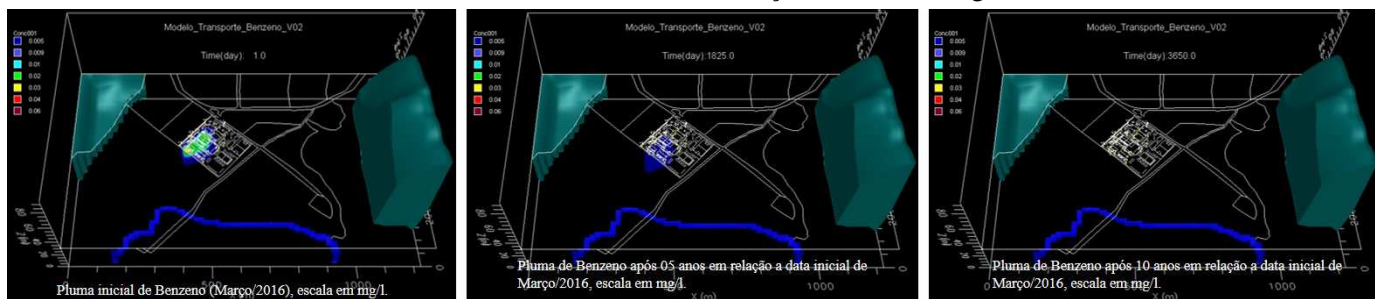 Modelo_Transporte_Benzeno_V02
Time(day): 1.0
Conc001
0.005
0.009
0.01
0.02
0.03
0.04
0.06
0
500
1000
Pluma inicial de Benzeno (Março/2016), escala em mg/l.
Modelo_Transporte_Benzeno_V02
Time(day):1825.0
Conc001
0.005
0.009
0.01
0.02
0.03
0.04
0.06
0
1000
Pluma de Benzeno após 05 anos em relação a data inicial de
Março/2016, escala em mg/l.
X (m)
Modelo_Transporte_Benzeno_V02
Time(day):3650.0
Conc001
0.005
0.009
0.01
0.02
0.03
0.04
0.06
0
1000
Pluma de Benzeno após 10 anos em relação a data inicial de
Março/2016, escala em mg/l.
X (m)